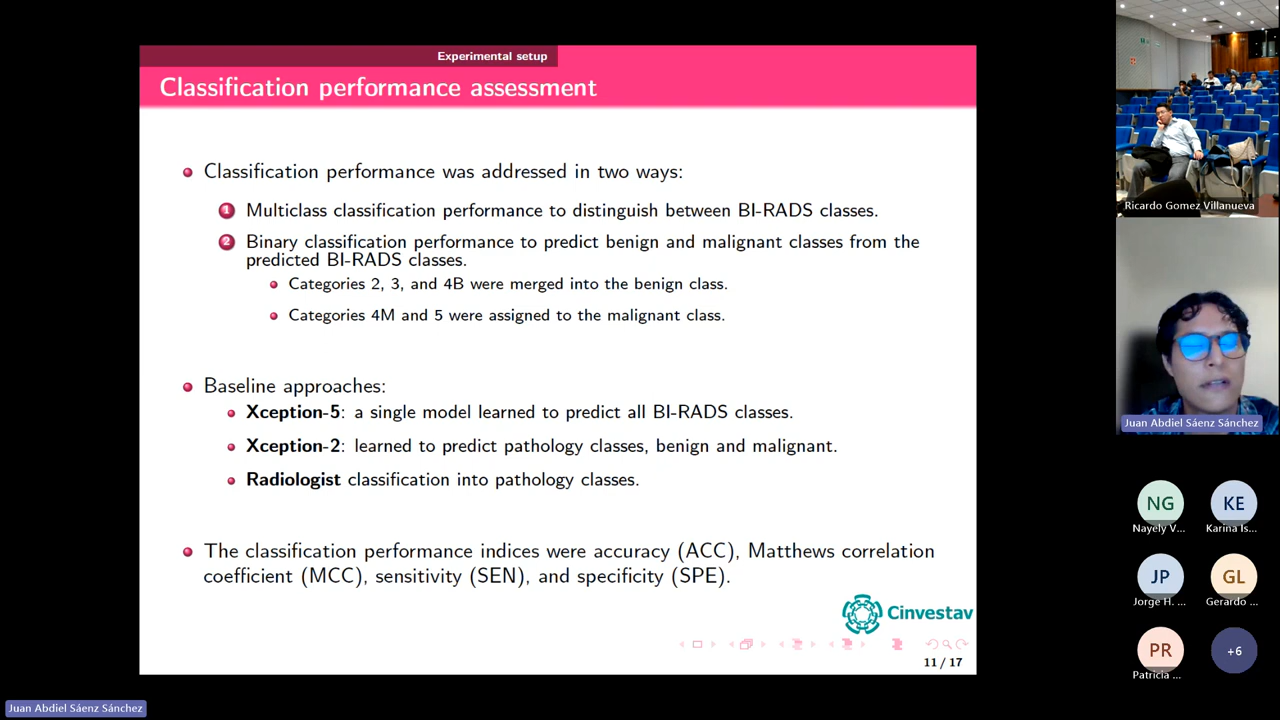 Experimental setup
Classification performance assessment
Classification performance was addressed in two ways:
1 Multiclass classification performance to distinguish between BI-RADS classes.
2 Binary classification performance to predict benign and malignant classes from the
predicted BI-RADS classes.
Categories 2, 3, and 4B were merged into the benign class.
Categories 4M and 5 were assigned to the malignant class.
Baseline approaches:
Xception-5: a single model learned to predict all BI-RADS classes.
Xception-2: learned to predict pathology classes, benign and malignant.
Radiologist classification into pathology classes.
The classification performance indices were accuracy (ACC), Matthews correlation
coefficient (MCC), sensitivity (SEN), and specificity (SPE).
Cinvestav
11 / 17
Ricardo Gomez Villanueva
Juan Abdiel Sáenz Sánchez
NG
Nayely V...
KE
Karina Is...
JP
Jorge H. ...
GL
Gerardo ...
PR
Patricia ...
+6
Juan Abdiel Sáenz Sánchez